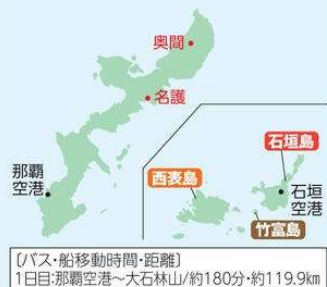 奥間
名護
那覇
空港
西表島
石垣島
石垣
空港
竹富島
〔バス・船移動時間・距離〕
1日目:那覇空港～大石林山/約180分・約119.9km